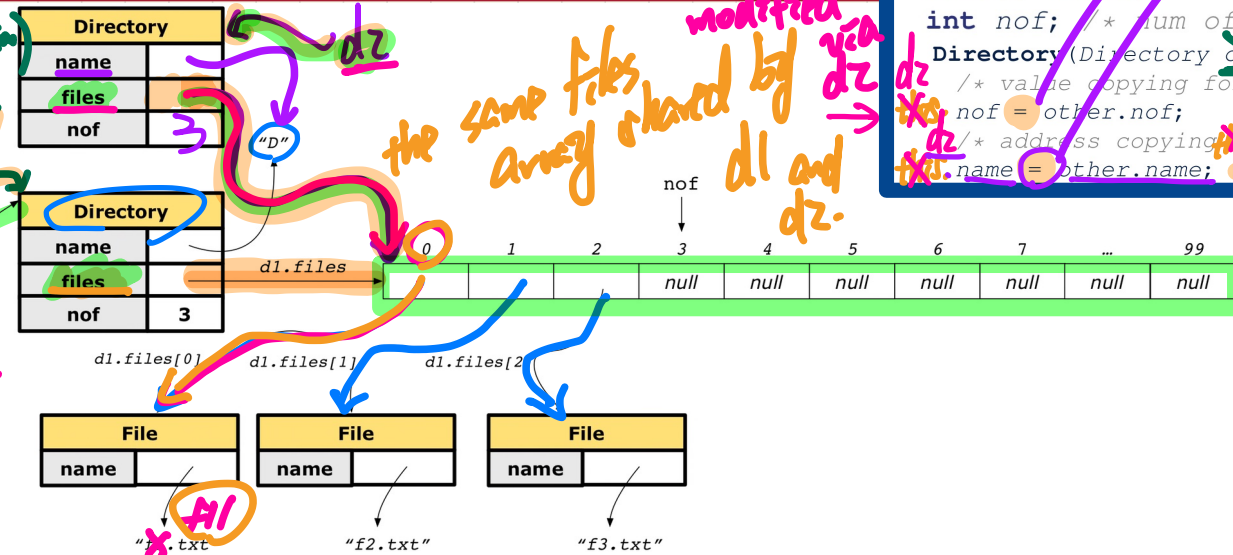 Directory
name
files
nof
3
d2
"D"
the same files
array shared by
d1 and
d2.
modified
via
d2
int nof; /* num of
Directory(Directory
/* value copying fo
d2
this.nof = other.nof;
/* address copying
d2
this.name = other.name;
Directory
name
files
nof 3
d1.files
nof
0 1 2 3 4 5 6 7 … 99
null null null null null null null
d1.files[0] d1.files[1] d1.files[2
File File File
name name name
f11
.txt "f2.txt" "f3.txt"